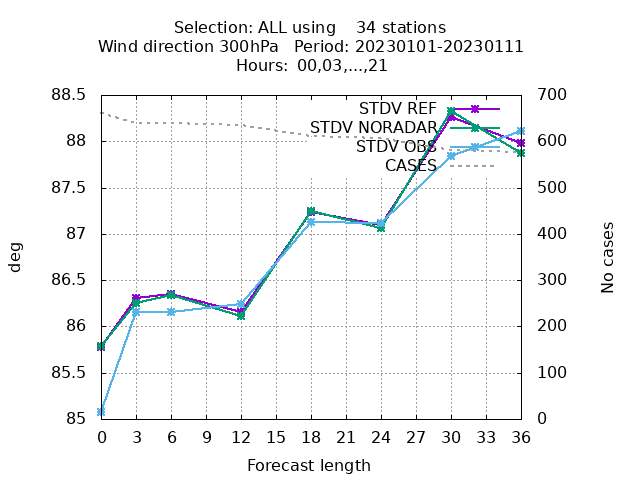 Selection: ALL using    34 stations
Wind direction 300hPa   Period: 20230101-20230111
Hours: 00,03,...,21
88.5
88
87.5
87
86.5
86
85.5
85
700
600
500
400
300
200
100
0
STDV REF
STDV NORADAR
STDV OBS
CASES
deg
No cases
0 3 6 9 12 15 18 21 24 27 30 33 36
Forecast length